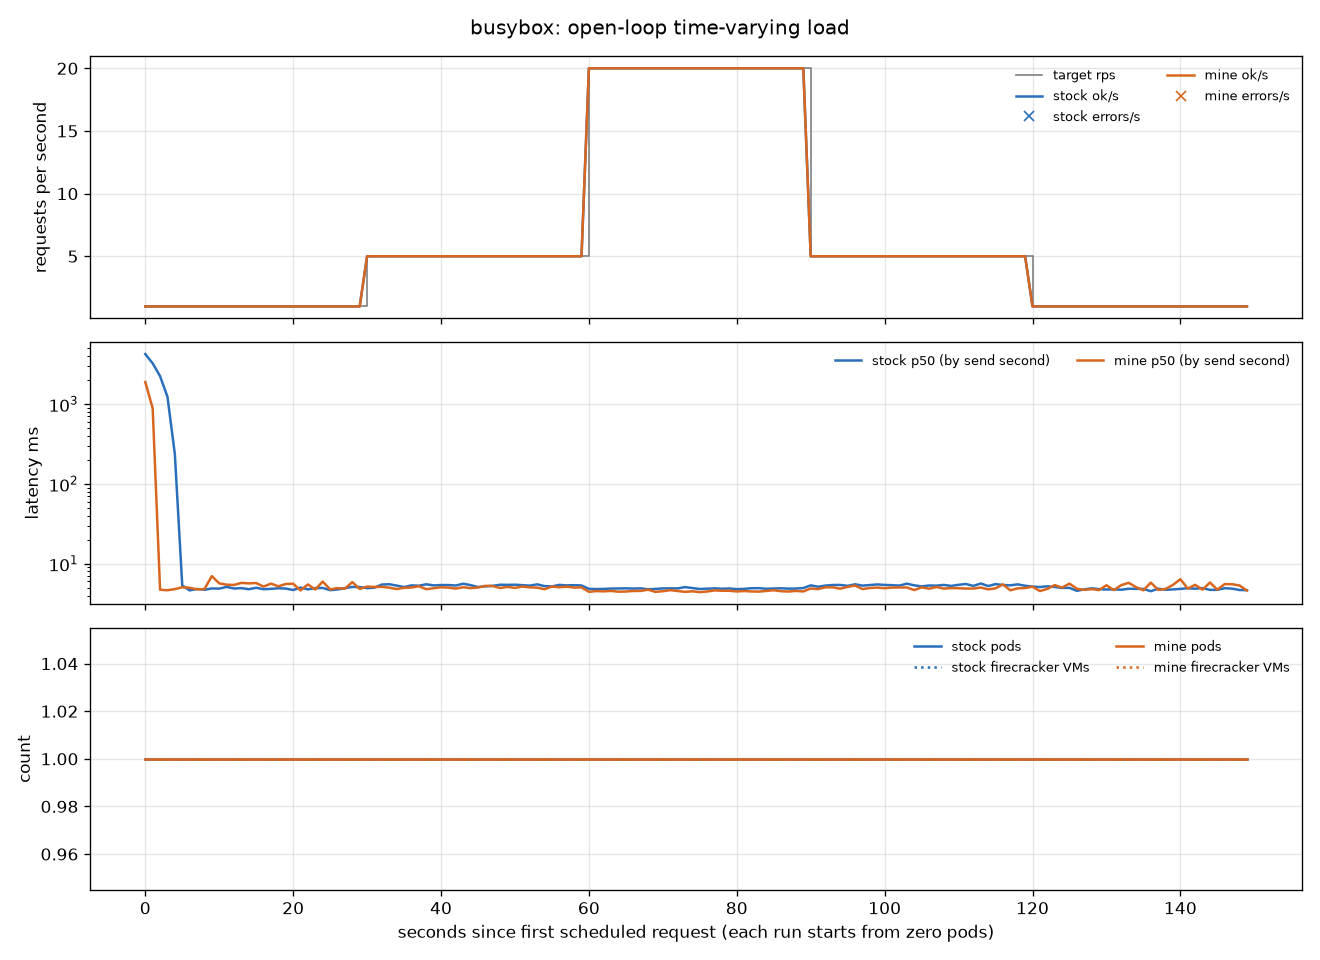 busybox: open-loop time-varying load
requests per second
20
15
10
5
target rps
stock ok/s
stock errors/s
mine ok/s
mine errors/s
latency ms
10³
10²
10¹
stock p50 (by send second)
mine p50 (by send second)
count
1.04
1.02
1.00
0.98
0.96
stock pods
stock firecracker VMs
mine pods
mine firecracker VMs
0 20 40 60 80 100 120 140
seconds since first scheduled request (each run starts from zero pods)